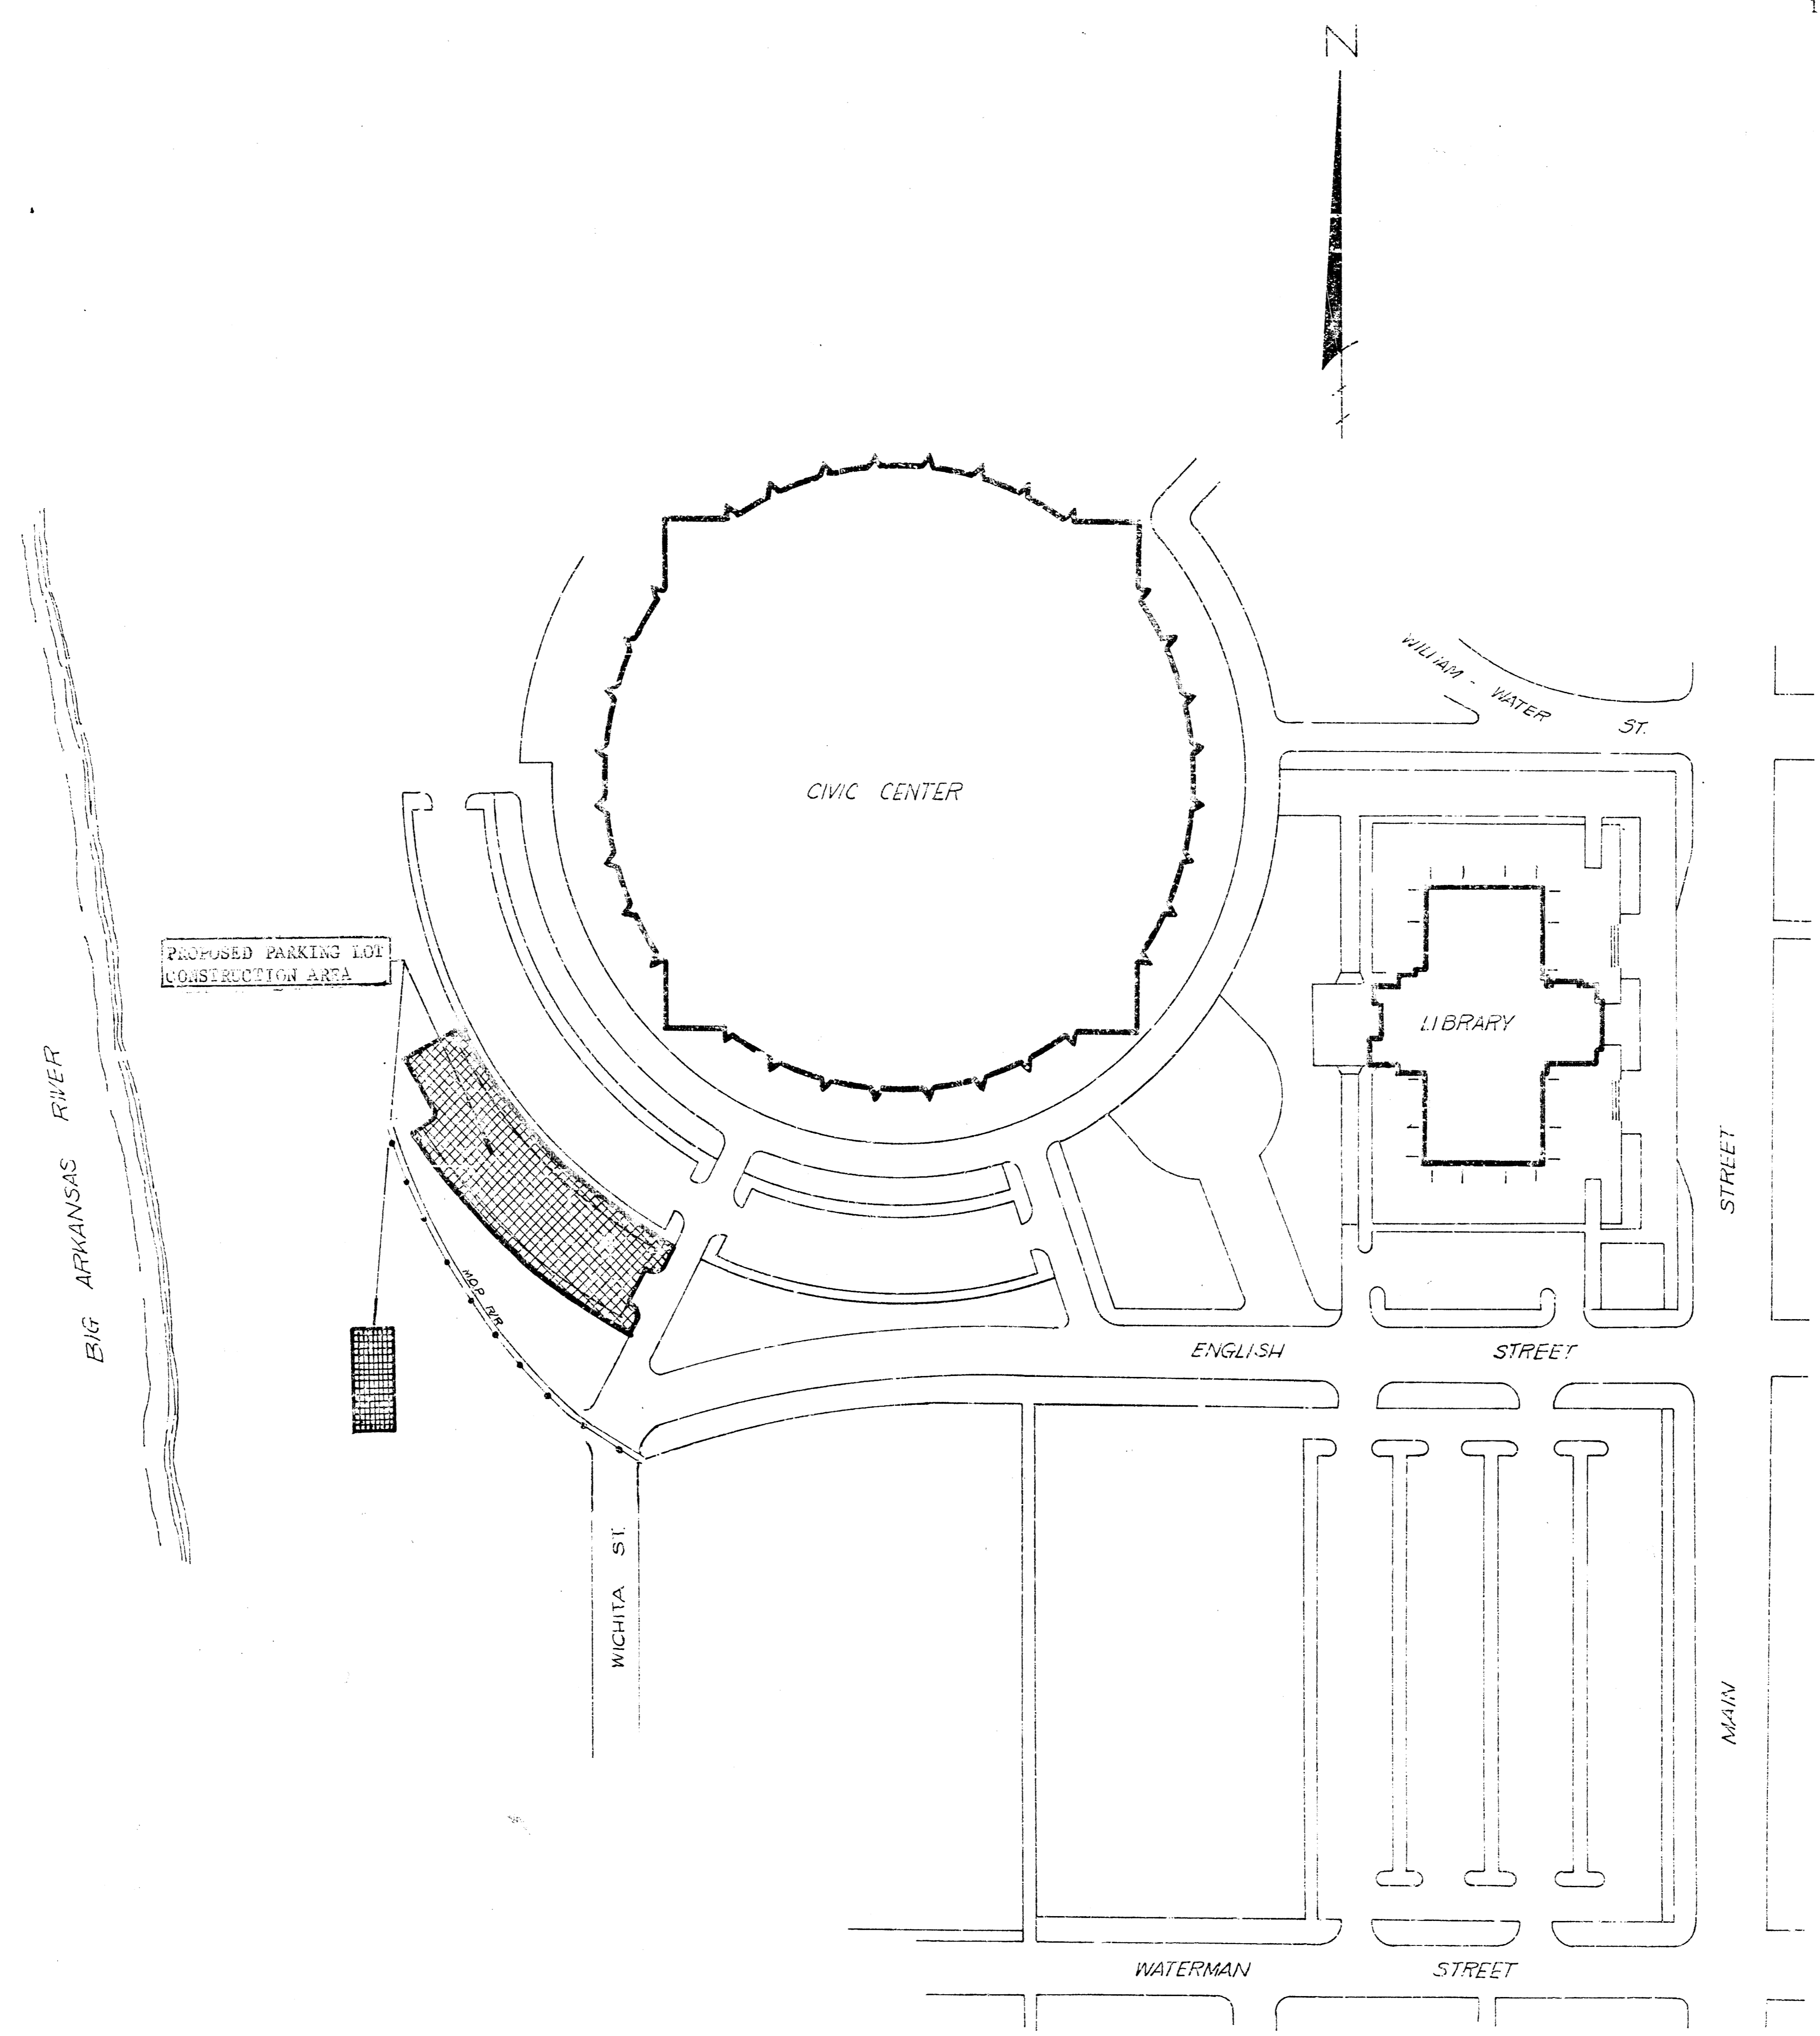 1
N
WILLIAM - WATER ST.
CIVIC CENTER
PROPOSED PARKING LOT
CONSTRUCTION AREA
LIBRARY
BIG ARKANSAS RIVER
M.O.P. R/R
ENGLISH STREET
WICHITA ST.
MAIN STREET
WATERMAN STREET